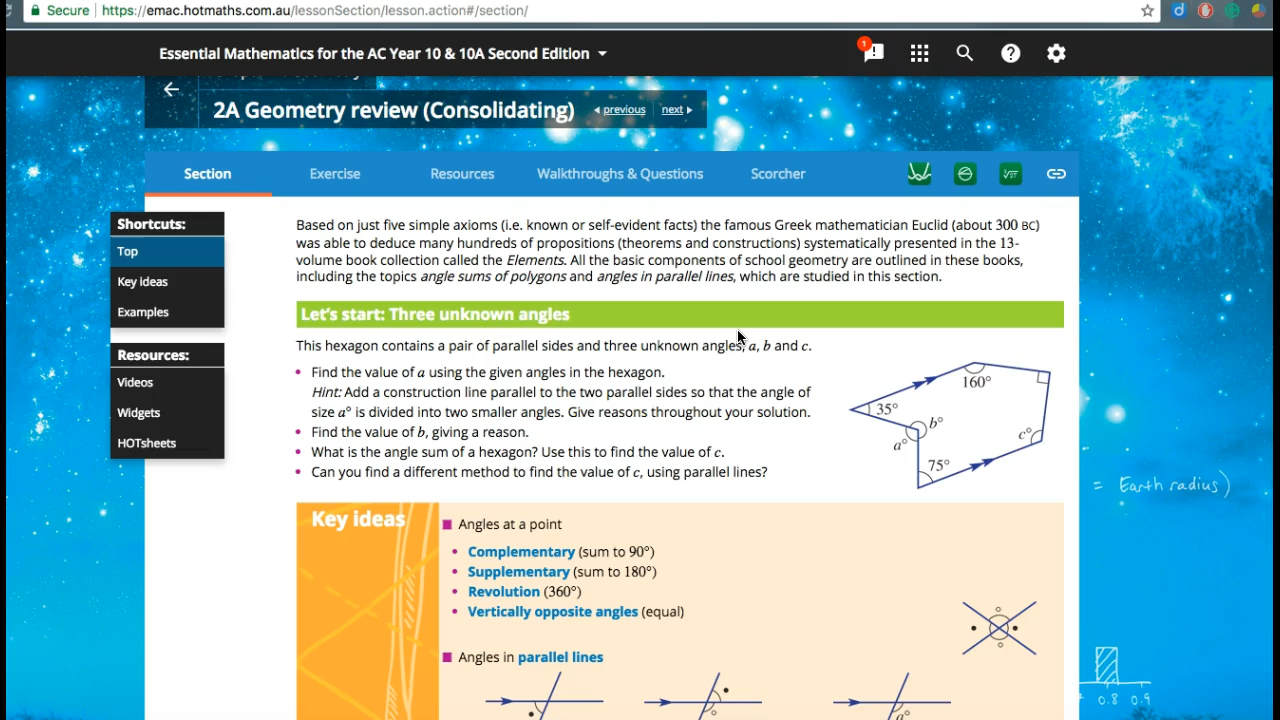 Secure https://emac.hotmaths.com.au/lessonSection/lesson.action#/section/
Essential Mathematics for the AC Year 10 & 10A Second Edition
1
2A Geometry review (Consolidating)
previous next
Section Exercise Resources Walkthroughs & Questions Scorcher
Shortcuts:
Top
Key ideas
Examples
Resources:
Videos
Widgets
HOTsheets
Based on just five simple axioms (i.e. known or self-evident facts) the famous Greek mathematician Euclid (about 300 BC)
was able to deduce many hundreds of propositions (theorems and constructions) systematically presented in the 13-
volume book collection called the Elements. All the basic components of school geometry are outlined in these books,
including the topics angle sums of polygons and angles in parallel lines, which are studied in this section.
Let's start: Three unknown angles
This hexagon contains a pair of parallel sides and three unknown angles, a, b and c.
• Find the value of a using the given angles in the hexagon.
Hint: Add a construction line parallel to the two parallel sides so that the angle of
size a° is divided into two smaller angles. Give reasons throughout your solution.
• Find the value of b, giving a reason.
• What is the angle sum of a hexagon? Use this to find the value of c.
• Can you find a different method to find the value of c, using parallel lines?
160°
35°
b°
a°
c°
75°
= Earth radius)
Key ideas
Angles at a point
• Complementary (sum to 90°)
• Supplementary (sum to 180°)
• Revolution (360°)
• Vertically opposite angles (equal)
Angles in parallel lines
a°
0.8 0.9